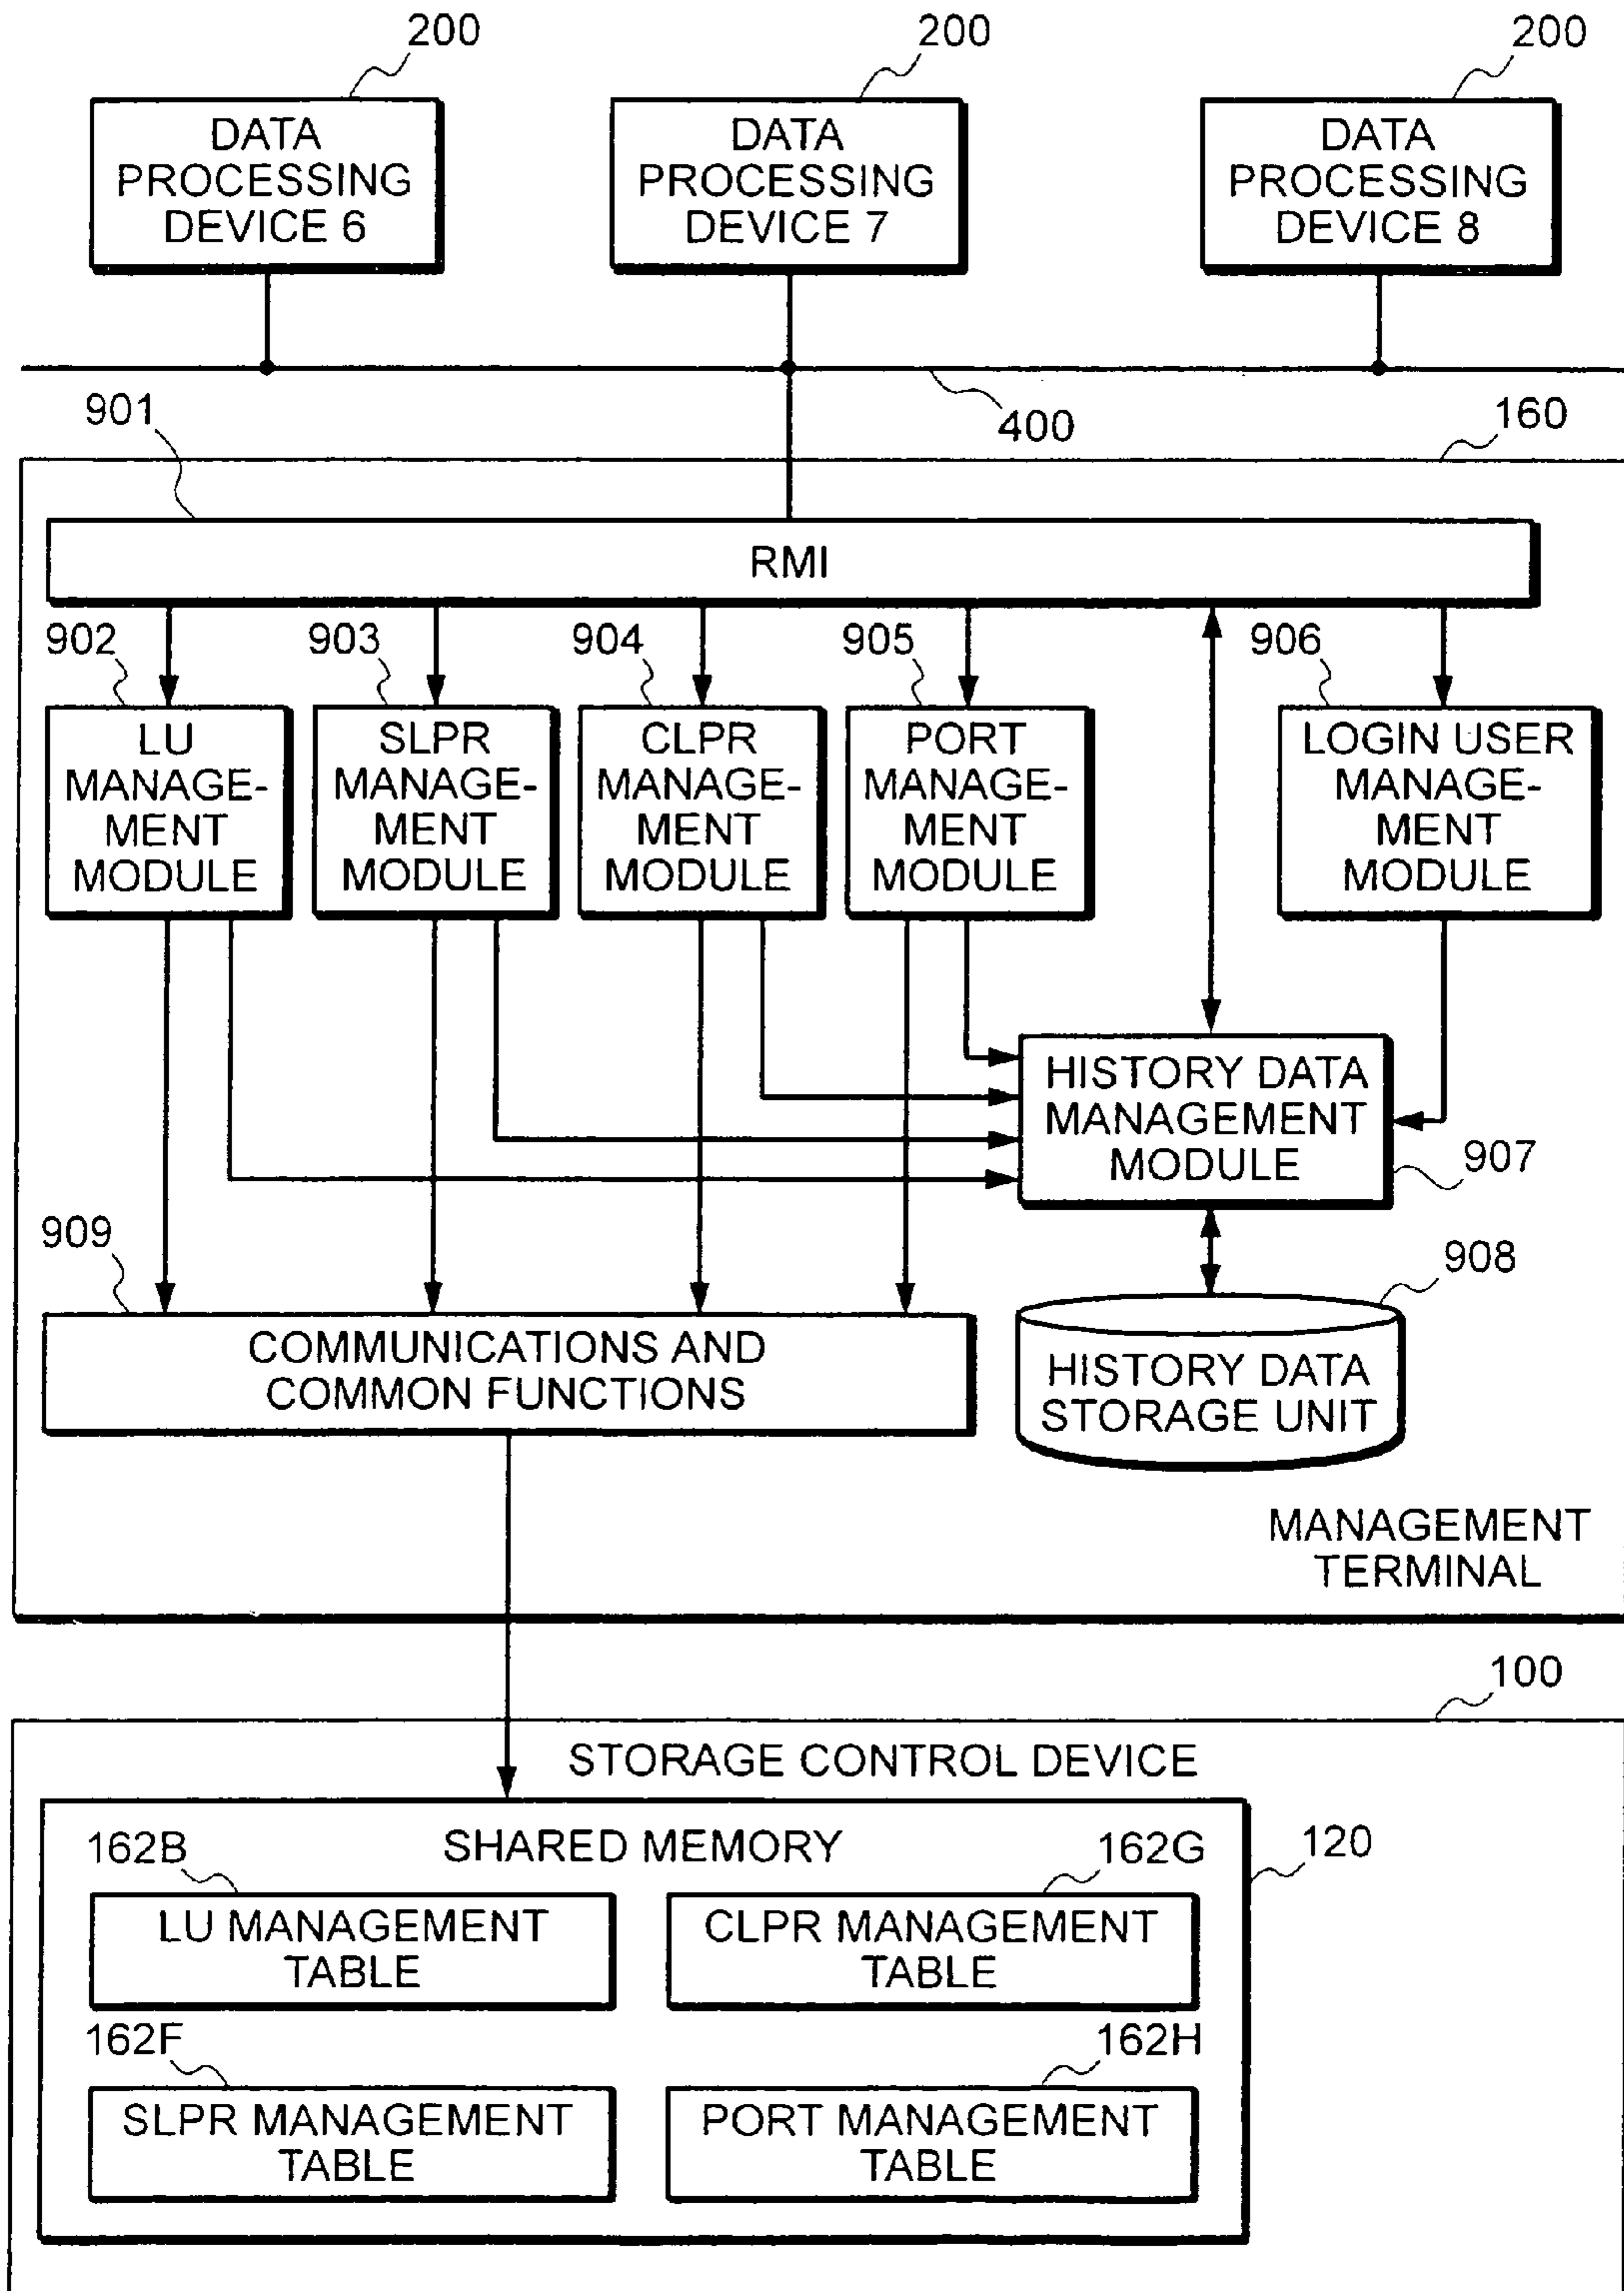 200
200
200
DATA
PROCESSING
DEVICE 6
DATA
PROCESSING
DEVICE 7
DATA
PROCESSING
DEVICE 8
901
400
160
RMI
902
903
904
905
906
LU
MANAGE-
MENT
MODULE
SLPR
MANAGE-
MENT
MODULE
CLPR
MANAGE-
MENT
MODULE
PORT
MANAGE-
MENT
MODULE
LOGIN USER
MANAGE-
MENT
MODULE
HISTORY DATA
MANAGEMENT
MODULE
907
909
908
COMMUNICATIONS AND
COMMON FUNCTIONS
HISTORY DATA
STORAGE UNIT
MANAGEMENT
TERMINAL
100
STORAGE CONTROL DEVICE
SHARED MEMORY
120
162B
162G
LU MANAGEMENT
TABLE
CLPR MANAGEMENT
TABLE
162F
162H
SLPR MANAGEMENT
TABLE
PORT MANAGEMENT
TABLE